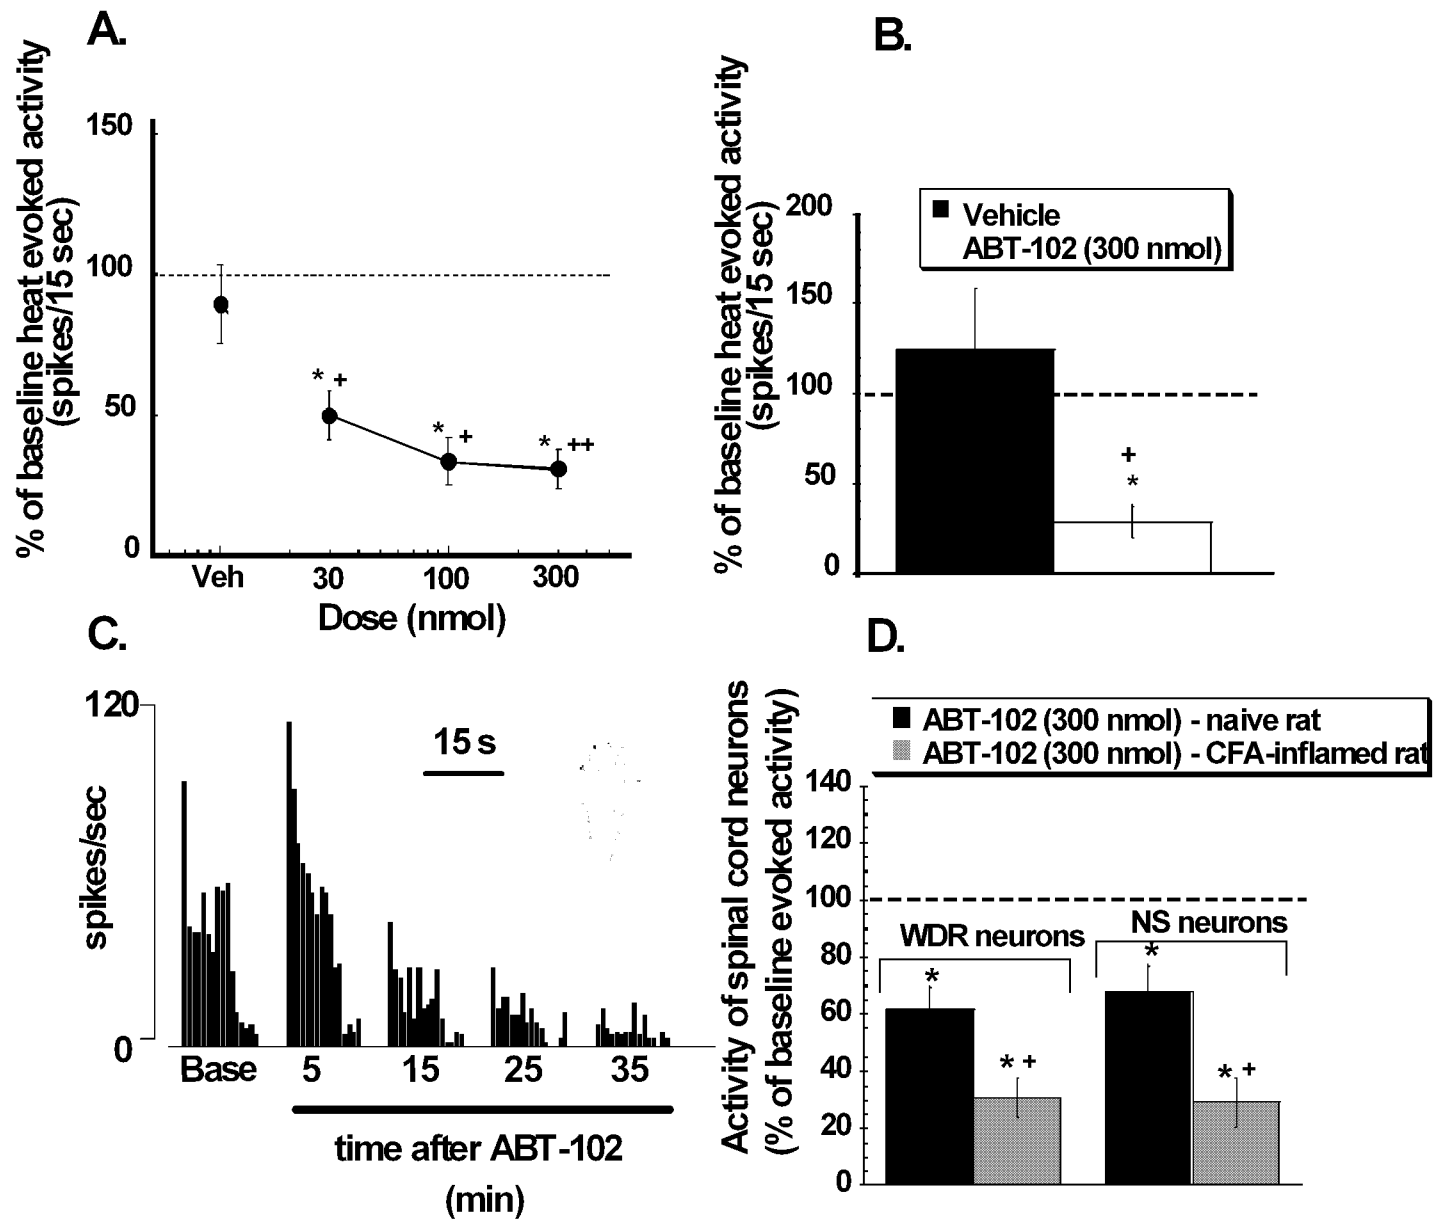 A.
% of baseline heat evoked activity
(spikes/15 sec)
150
100
50
0
* +
* +
* ++
Veh
30
100
300
Dose (nmol)
B.
% of baseline heat evoked activity
(spikes/15 sec)
200
150
100
50
0
Vehicle
ABT-102 (300 nmol)
+
*
C.
spikes/sec
120
0
15 s
Base
5
15
25
35
time after ABT-102
(min)
D.
Activity of spinal cord neurons
(% of baseline evoked activity)
ABT-102 (300 nmol) - naive rat
ABT-102 (300 nmol) - CFA-inflamed rat
140
120
100
80
60
40
20
0
WDR neurons
NS neurons
*
* +
*
* +